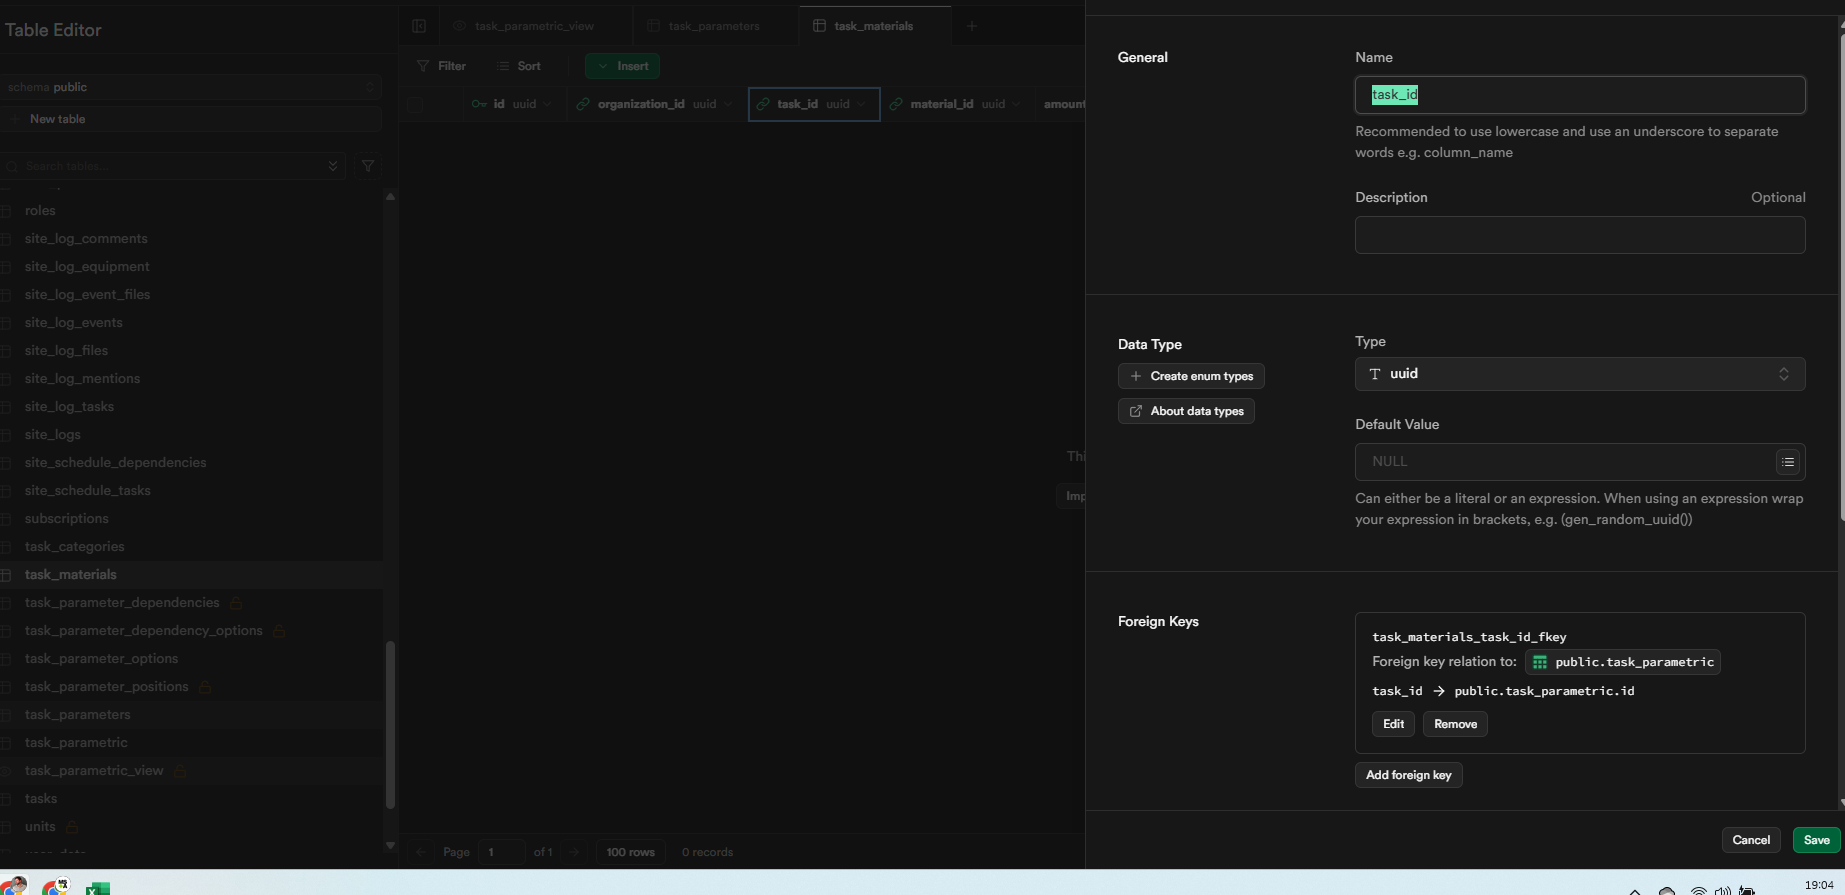 Table Editor
schema public
New table
Search tables...
roles
site_log_comments
site_log_equipment
site_log_event_files
site_log_events
site_log_files
site_log_mentions
site_log_tasks
site_logs
site_schedule_dependencies
site_schedule_tasks
subscriptions
task_categories
task_materials
task_parameter_dependencies
task_parameter_dependency_options
task_parameter_options
task_parameter_positions
task_parameters
task_parametric
task_parametric_view
tasks
units
task_parametric_view
task_parameters
task_materials
Filter
Sort
Insert
id uuid
organization_id uuid
task_id uuid
material_id uuid
amount
Thi
Imp
Page 1 of 1
100 rows
0 records
General
Name
task_id
Recommended to use lowercase and use an underscore to separate
words e.g. column_name
Description
Optional
Data Type
Create enum types
About data types
Type
uuid
Default Value
NULL
Can either be a literal or an expression. When using an expression wrap
your expression in brackets, e.g. (gen_random_uuid())
Foreign Keys
task_materials_task_id_fkey
Foreign key relation to: public.task_parametric
task_id → public.task_parametric.id
Edit
Remove
Add foreign key
Cancel
Save
19:04